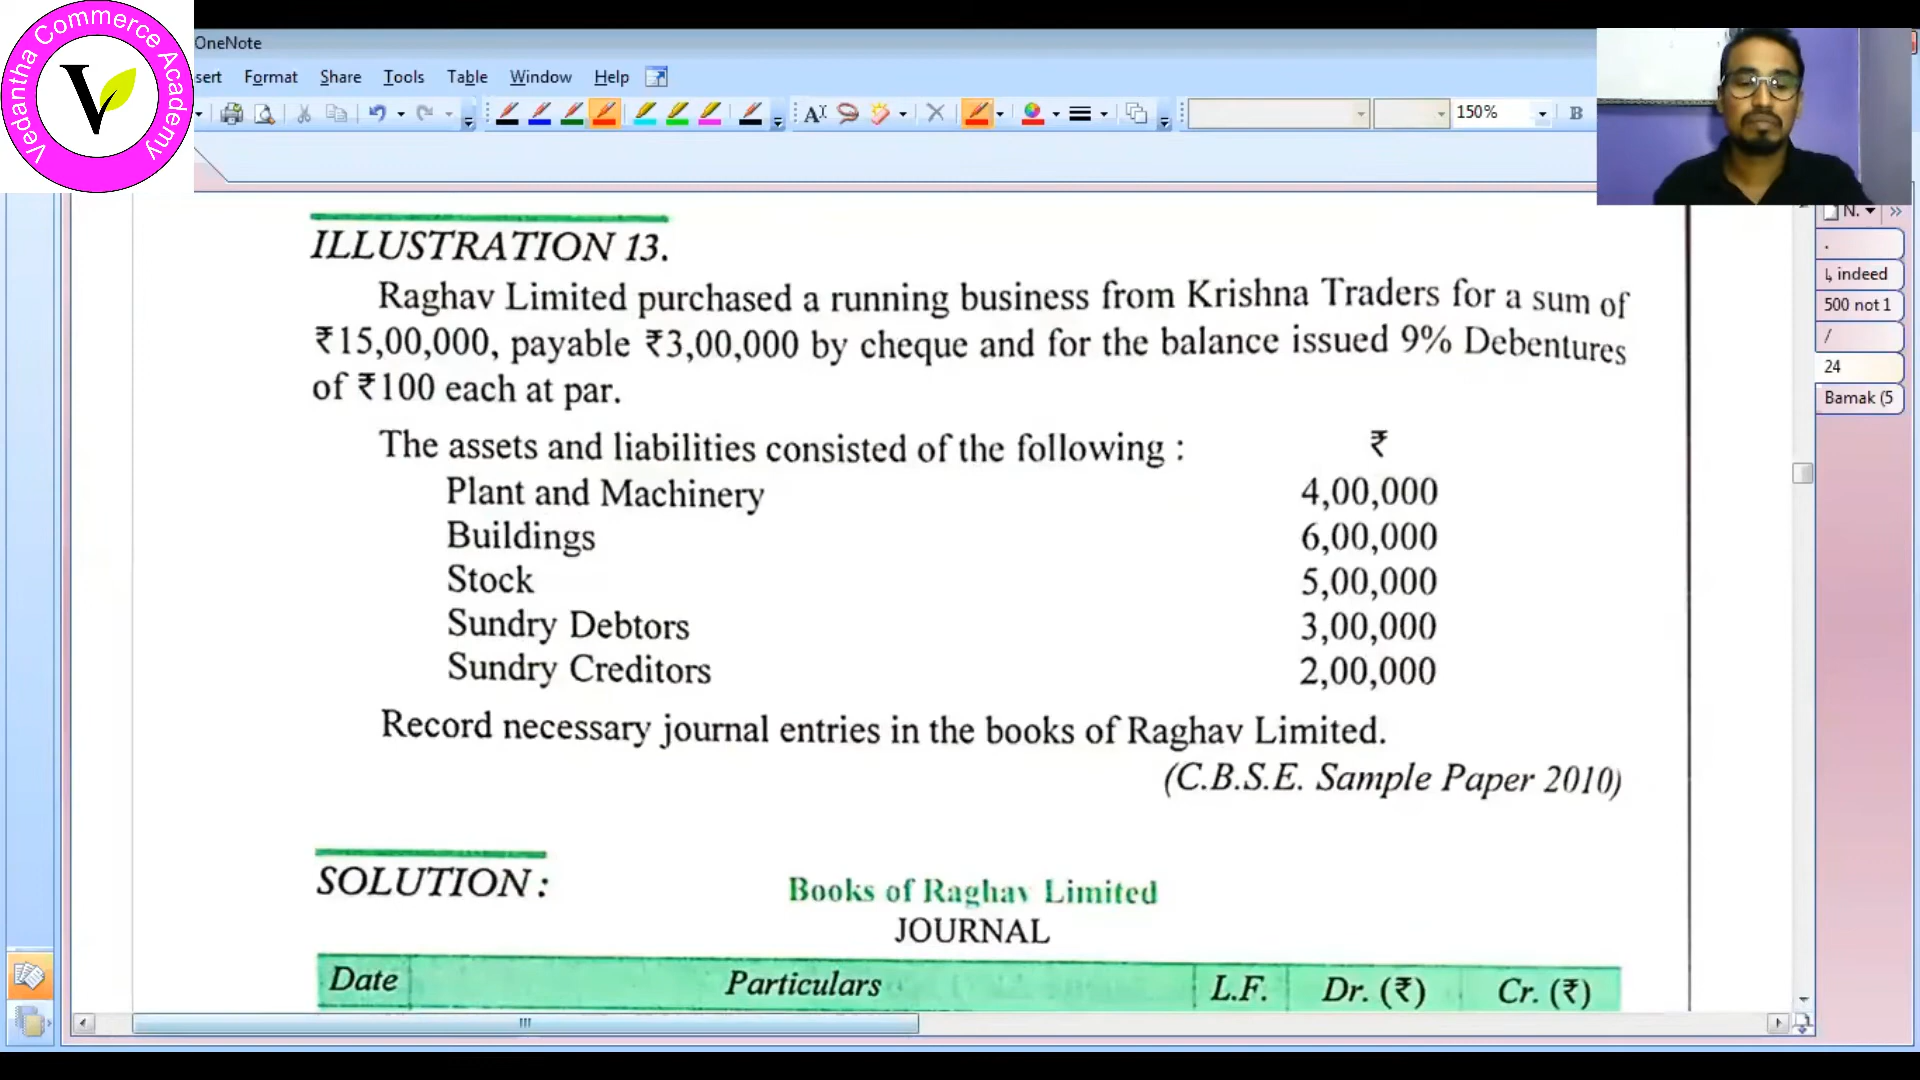 Vedantha Commerce Academy
V
OneNote
sert Format Share Tools Table Window Help
150% B
N. »
.
↳ indeed
500 not 1
/
24
Bamak (5
ILLUSTRATION 13.
Raghav Limited purchased a running business from Krishna Traders for a sum of
₹15,00,000, payable ₹3,00,000 by cheque and for the balance issued 9% Debentures
of ₹100 each at par.
The assets and liabilities consisted of the following : ₹
Plant and Machinery 4,00,000
Buildings 6,00,000
Stock 5,00,000
Sundry Debtors 3,00,000
Sundry Creditors 2,00,000
Record necessary journal entries in the books of Raghav Limited.
(C.B.S.E. Sample Paper 2010)
SOLUTION :
Books of Raghav Limited
JOURNAL
Date Particulars L.F. Dr. (₹) Cr. (₹)